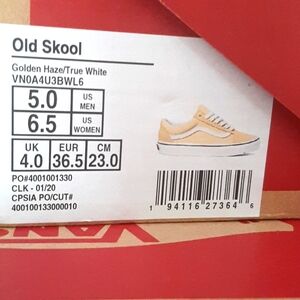 Old Skool
Golden Haze/True White
VN0A4U3BWL6
5.0 US MEN
6.5 US WOMEN
UK EUR CM
4.0 36.5 23.0
PO#4001001330
CLK - 01/20
CPSIA PO/CUT#
400100133000010
1 94116 27364 6
VANS